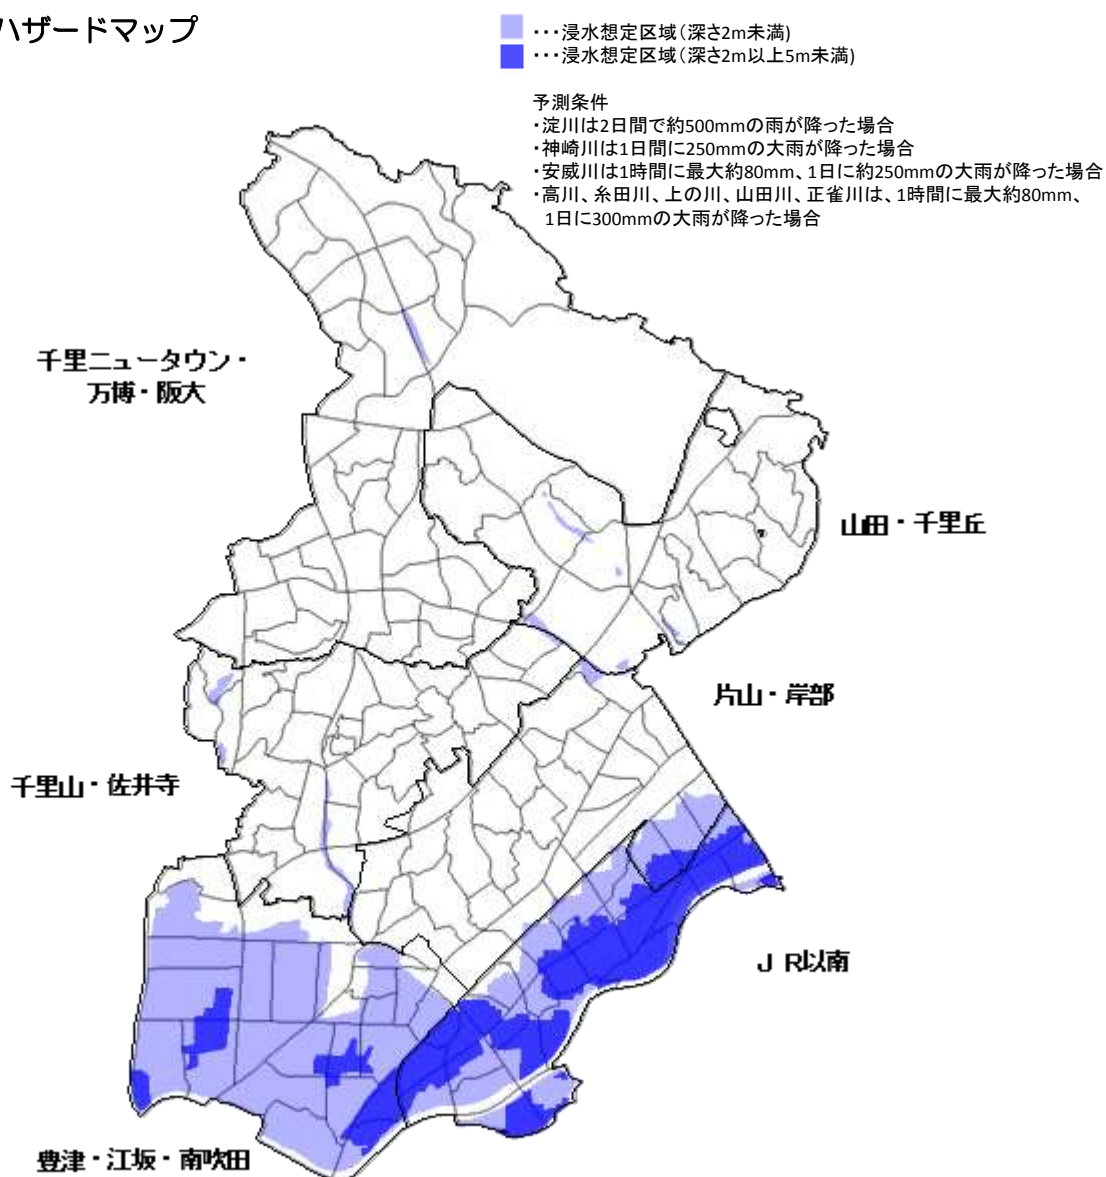 ハザードマップ
・・・浸水想定区域(深さ2m未満)
・・・浸水想定区域(深さ2m以上5m未満)
予測条件
・淀川は2日間で約500mmの雨が降った場合
・神崎川は1日間に250mmの大雨が降った場合
・安威川は1時間に最大約80mm、1日に約250mmの大雨が降った場合
・高川、糸田川、上の川、山田川、正雀川は、1時間に最大約80mm、
1日に300mmの大雨が降った場合
千里ニュータウン・
万博・阪大
山田・千里丘
片山・岸部
千里山・佐井寺
ＪＲ以南
豊津・江坂・南吹田